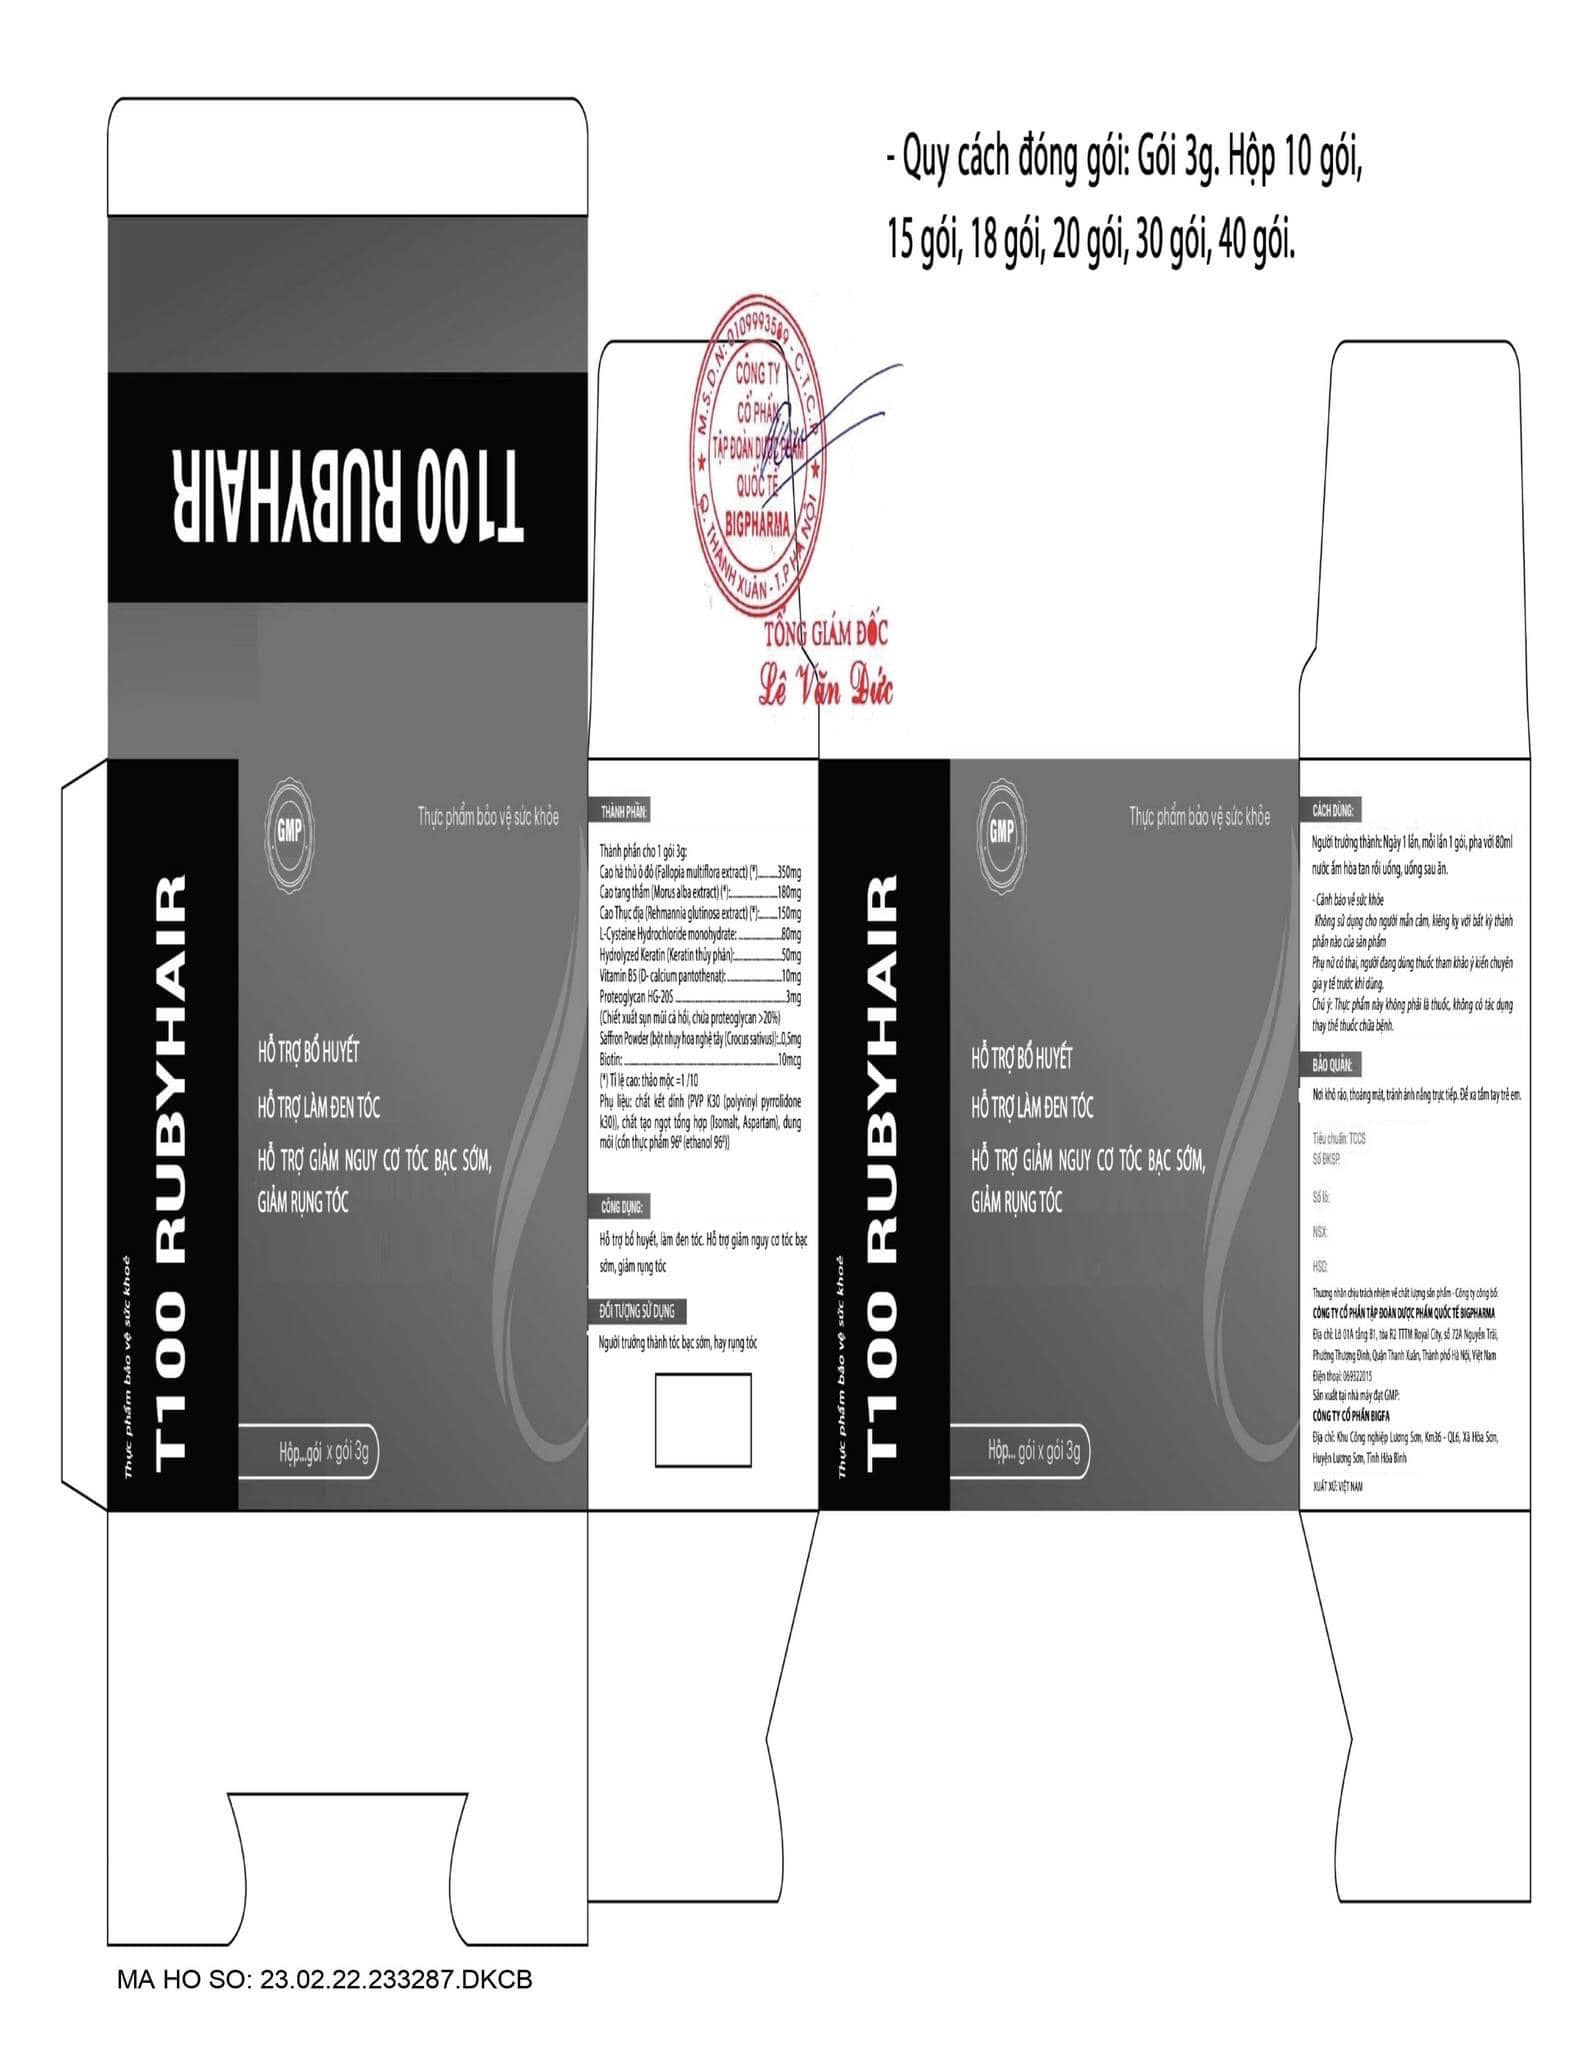 - Quy cách đóng gói: Gói 3g. Hộp 10 gói,
15 gói, 18 gói, 20 gói, 30 gói, 40 gói.
M.S.D.N: 0109993589 - C.T.C.P
CÔNG TY
CỔ PHẦN
TẬP ĐOÀN DƯỢC PHẨM
QUỐC TẾ
BIGPHARMA
Q. THANH XUÂN - T.P HÀ NỘI
TỔNG GIÁM ĐỐC
Lê Văn Đức
T100 RUBYHAIR
Thực phẩm bảo vệ sức khoẻ
T100 RUBYHAIR
GMP
Thực phẩm bảo vệ sức khỏe
HỖ TRỢ BỔ HUYẾT
HỖ TRỢ LÀM ĐEN TÓC
HỖ TRỢ GIẢM NGUY CƠ TÓC BẠC SỚM,
GIẢM RỤNG TÓC
Hộp...gói x gói 3g
THÀNH PHẦN:
Thành phần cho 1 gói 3g:
Cao hà thủ ô đỏ (Fallopia multiflora extract) (*)..........350mg
Cao tang thầm (Morus alba extract) (*):........................180mg
Cao Thục địa (Rehmannia glutinosa extract) (*):.........150mg
L-Cysteine Hydrochloride monohydrate: ......................80mg
Hydrolyzed Keratin (Keratin thủy phân):........................50mg
Vitamin B5 (D- calcium pantothenat): ...........................10mg
Proteoglycan HG-20S .......................................................3mg
(Chiết xuất sụn mũi cá hồi, chứa proteoglycan >20%)
Saffron Powder (bột nhụy hoa nghệ tây (Crocus sativus):..0,5mg
Biotin: .............................................................................10mcg
(*) Tỉ lệ cao: thảo mộc =1 /10
Phụ liệu: chất kết dính (PVP K30 (polyvinyl pyrrolidone
k30)), chất tạo ngọt tổng hợp (Isomalt, Aspartam), dung
môi (cồn thực phẩm 96º (ethanol 96º))
CÔNG DỤNG:
Hỗ trợ bổ huyết, làm đen tóc. Hỗ trợ giảm nguy cơ tóc bạc
sớm, giảm rụng tóc
ĐỐI TƯỢNG SỬ DỤNG
Người trưởng thành tóc bạc sớm, hay rụng tóc
Thực phẩm bảo vệ sức khoẻ
T100 RUBYHAIR
GMP
Thực phẩm bảo vệ sức khỏe
HỖ TRỢ BỔ HUYẾT
HỖ TRỢ LÀM ĐEN TÓC
HỖ TRỢ GIẢM NGUY CƠ TÓC BẠC SỚM,
GIẢM RỤNG TÓC
Hộp... gói x gói 3g
CÁCH DÙNG:
Người trưởng thành: Ngày 1 lần, mỗi lần 1 gói, pha với 80ml
nước ấm hòa tan rồi uống, uống sau ăn.
- Cảnh báo về sức khỏe
Không sử dụng cho người mẫn cảm, kiêng kỵ với bất kỳ thành
phần nào của sản phẩm
Phụ nữ có thai, người đang dùng thuốc tham khảo ý kiến chuyên
gia y tế trước khi dùng.
Chú ý: Thực phẩm này không phải là thuốc, không có tác dụng
thay thế thuốc chữa bệnh.
BẢO QUẢN:
Nơi khô ráo, thoáng mát, tránh ánh nắng trực tiếp. Để xa tầm tay trẻ em.
Tiêu chuẩn: TCCS
Số ĐKSP:
Số lô:
NSX:
HSD:
Thương nhân chịu trách nhiệm về chất lượng sản phẩm - Công ty công bố:
CÔNG TY CỔ PHẦN TẬP ĐOÀN DƯỢC PHẨM QUỐC TẾ BIGPHARMA
Địa chỉ: Lô 01A tầng B1, tòa R2 TTTM Royal City, số 72A Nguyễn Trãi,
Phường Thượng Đình, Quận Thanh Xuân, Thành phố Hà Nội, Việt Nam
Điện thoại: 069322015
Sản xuất tại nhà máy đạt GMP:
CÔNG TY CỔ PHẦN BIGFA
Địa chỉ: Khu Công nghiệp Lương Sơn, Km36 - QL6, Xã Hòa Sơn,
Huyện Lương Sơn, Tỉnh Hòa Bình
XUẤT XỨ: VIỆT NAM
MA HO SO: 23.02.22.233287.DKCB